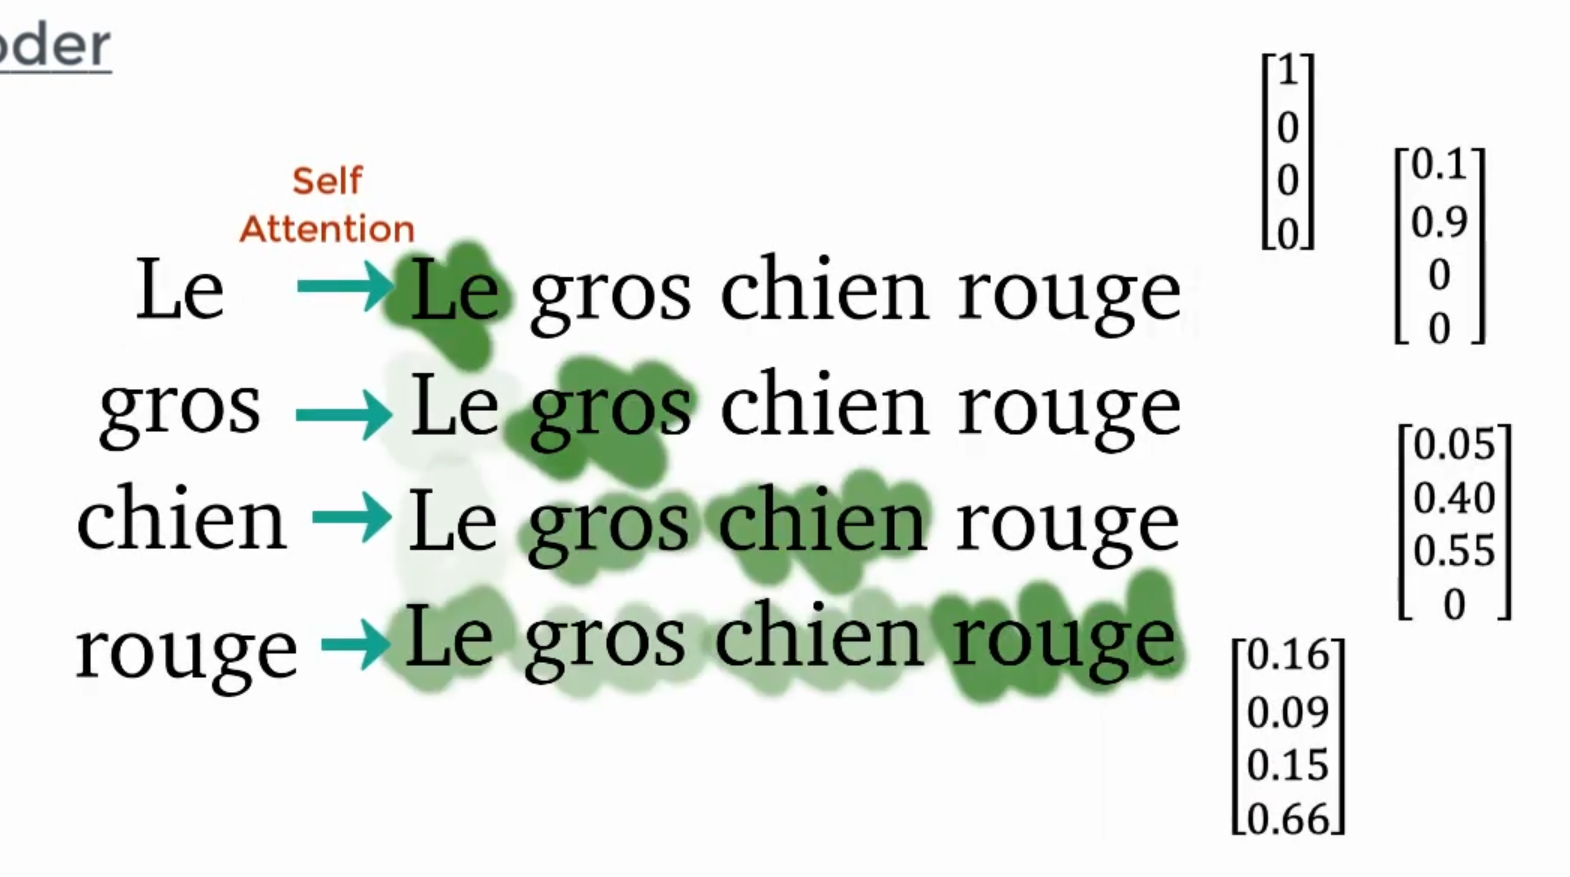 oder
Self
Attention
Le → Le gros chien rouge
gros → Le gros chien rouge
chien → Le gros chien rouge
rouge → Le gros chien rouge
[1
0
0
0]
[0.1
0.9
0
0]
[0.05
0.40
0.55
0]
[0.16
0.09
0.15
0.66]